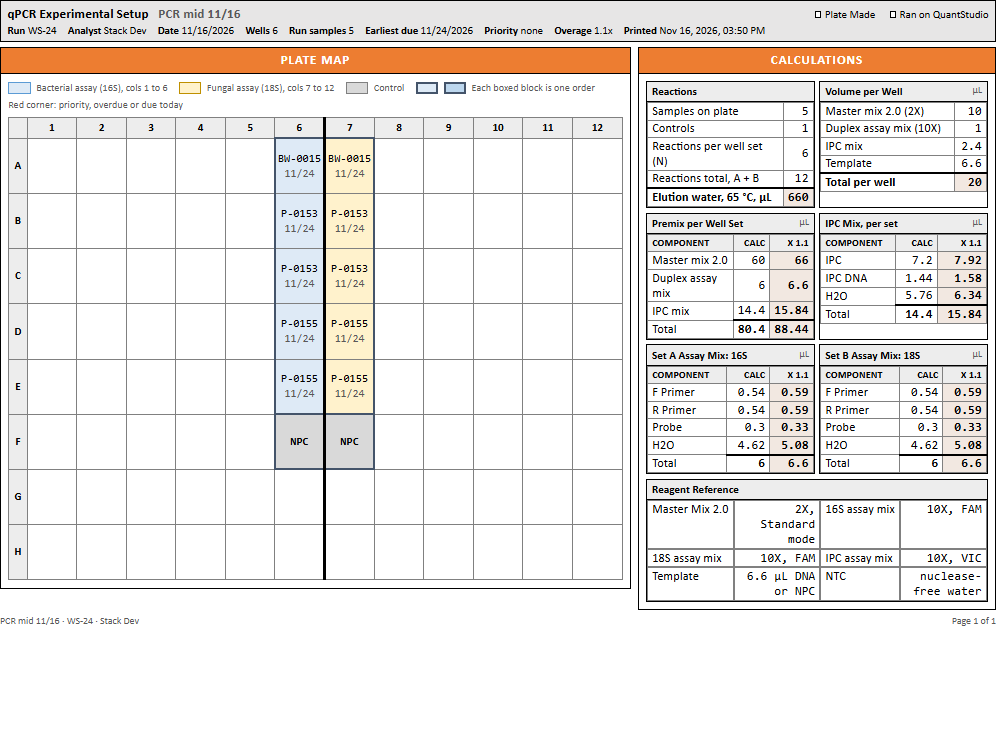 qPCR Experimental Setup PCR mid 11/16
Plate Made Ran on QuantStudio
Run WS-24 Analyst Stack Dev Date 11/16/2026 Wells 6 Run samples 5 Earliest due 11/24/2026 Priority none Overage 1.1x Printed Nov 16, 2026, 03:50 PM
PLATE MAP
Bacterial assay (16S), cols 1 to 6 Fungal assay (18S), cols 7 to 12 Control Each boxed block is one order
Red corner: priority, overdue or due today
1 2 3 4 5 6 7 8 9 10 11 12
A BW-0015 BW-0015
11/24 11/24
B P-0153 P-0153
11/24 11/24
C P-0153 P-0153
11/24 11/24
D P-0155 P-0155
11/24 11/24
E P-0155 P-0155
11/24 11/24
F NPC NPC
G
H
CALCULATIONS
Reactions
Samples on plate 5
Controls 1
Reactions per well set
(N) 6
Reactions total, A + B 12
Elution water, 65 °C, µL 660
Volume per Well µL
Master mix 2.0 (2X) 10
Duplex assay mix (10X) 1
IPC mix 2.4
Template 6.6
Total per well 20
Premix per Well Set µL
COMPONENT CALC X 1.1
Master mix 2.0 60 66
Duplex assay
mix 6 6.6
IPC mix 14.4 15.84
Total 80.4 88.44
IPC Mix, per set µL
COMPONENT CALC X 1.1
IPC 7.2 7.92
IPC DNA 1.44 1.58
H2O 5.76 6.34
Total 14.4 15.84
Set A Assay Mix: 16S µL
COMPONENT CALC X 1.1
F Primer 0.54 0.59
R Primer 0.54 0.59
Probe 0.3 0.33
H2O 4.62 5.08
Total 6 6.6
Set B Assay Mix: 18S µL
COMPONENT CALC X 1.1
F Primer 0.54 0.59
R Primer 0.54 0.59
Probe 0.3 0.33
H2O 4.62 5.08
Total 6 6.6
Reagent Reference
Master Mix 2.0 2X,
Standard
mode
16S assay mix 10X, FAM
18S assay mix 10X, FAM
IPC assay mix 10X, VIC
Template 6.6 µL DNA
or NPC
NTC nuclease-
free water
PCR mid 11/16 · WS-24 · Stack Dev
Page 1 of 1